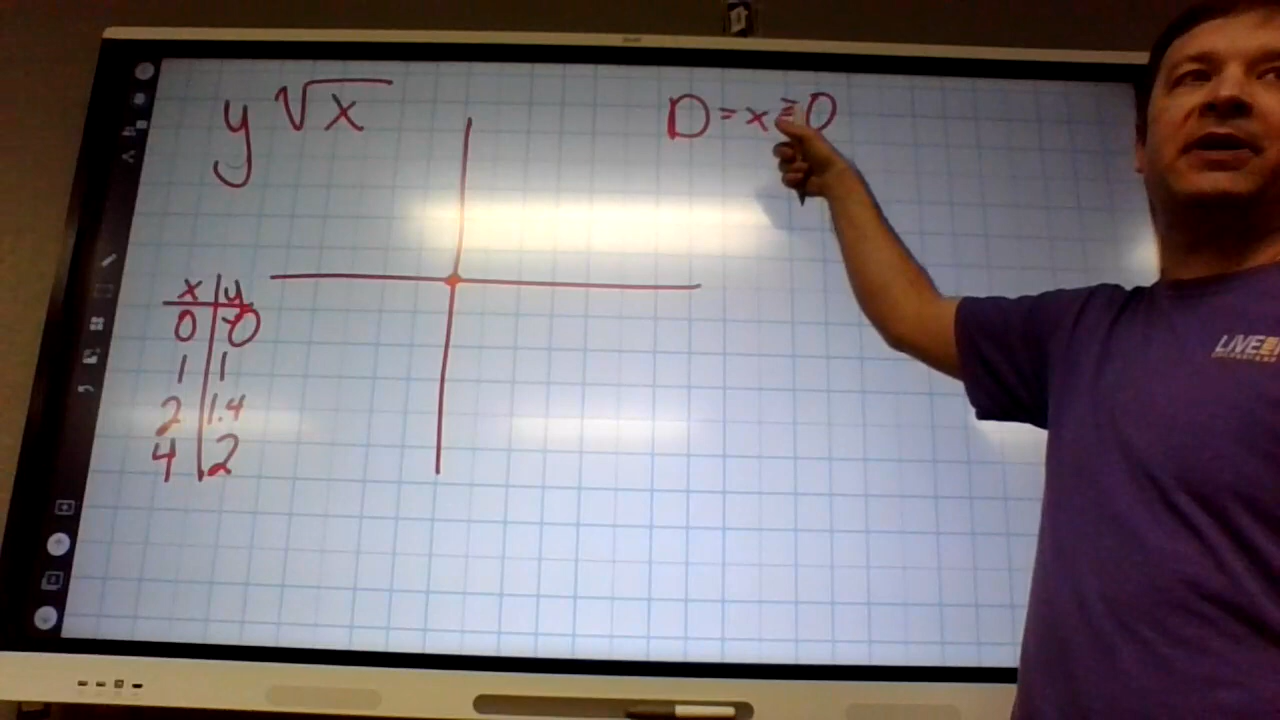 y √x
D = x ≥ 0
x y
0 0
1 1
2 1.4
4 2